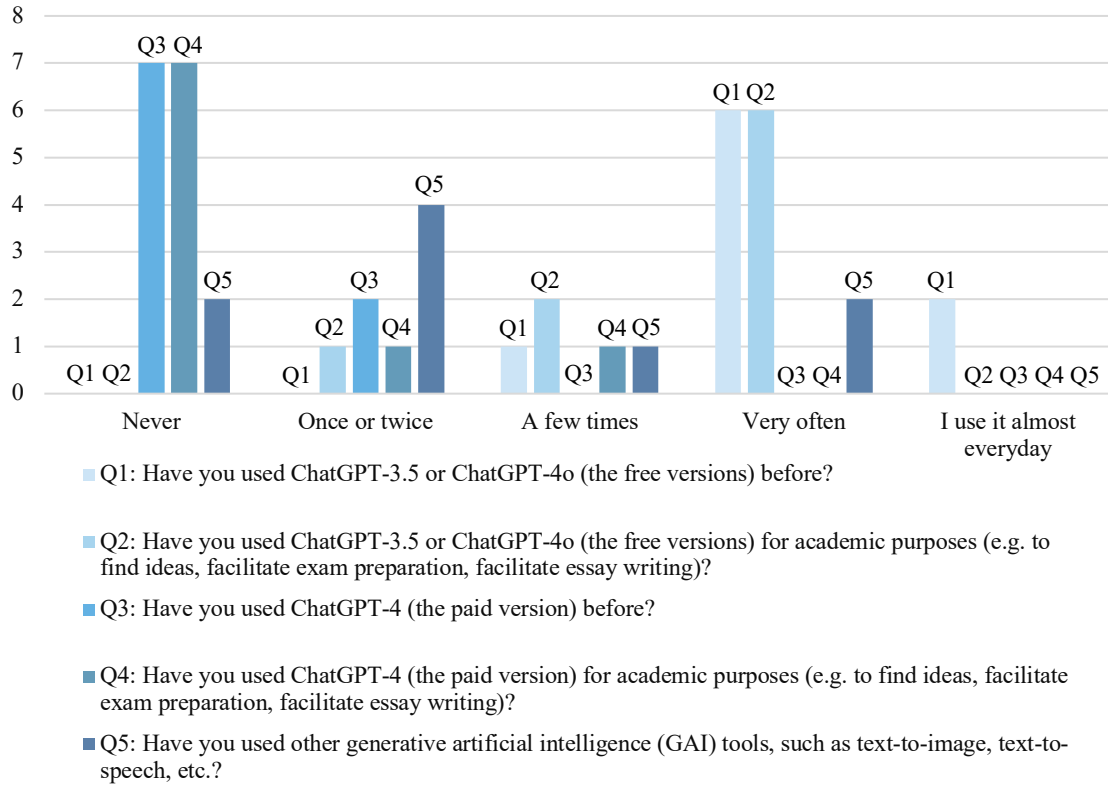 8
7
6
5
4
3
2
1
0
Q1 Q2 Q3 Q4 Q5
Q1 Q2 Q3 Q4 Q5
Q1 Q2 Q3 Q4 Q5
Q1 Q2 Q3 Q4 Q5
Q1 Q2 Q3 Q4 Q5
Never Once or twice A few times Very often I use it almost
everyday
Q1: Have you used ChatGPT-3.5 or ChatGPT-4o (the free versions) before?
Q2: Have you used ChatGPT-3.5 or ChatGPT-4o (the free versions) for academic purposes (e.g. to
find ideas, facilitate exam preparation, facilitate essay writing)?
Q3: Have you used ChatGPT-4 (the paid version) before?
Q4: Have you used ChatGPT-4 (the paid version) for academic purposes (e.g. to find ideas, facilitate
exam preparation, facilitate essay writing)?
Q5: Have you used other generative artificial intelligence (GAI) tools, such as text-to-image, text-to-
speech, etc.?